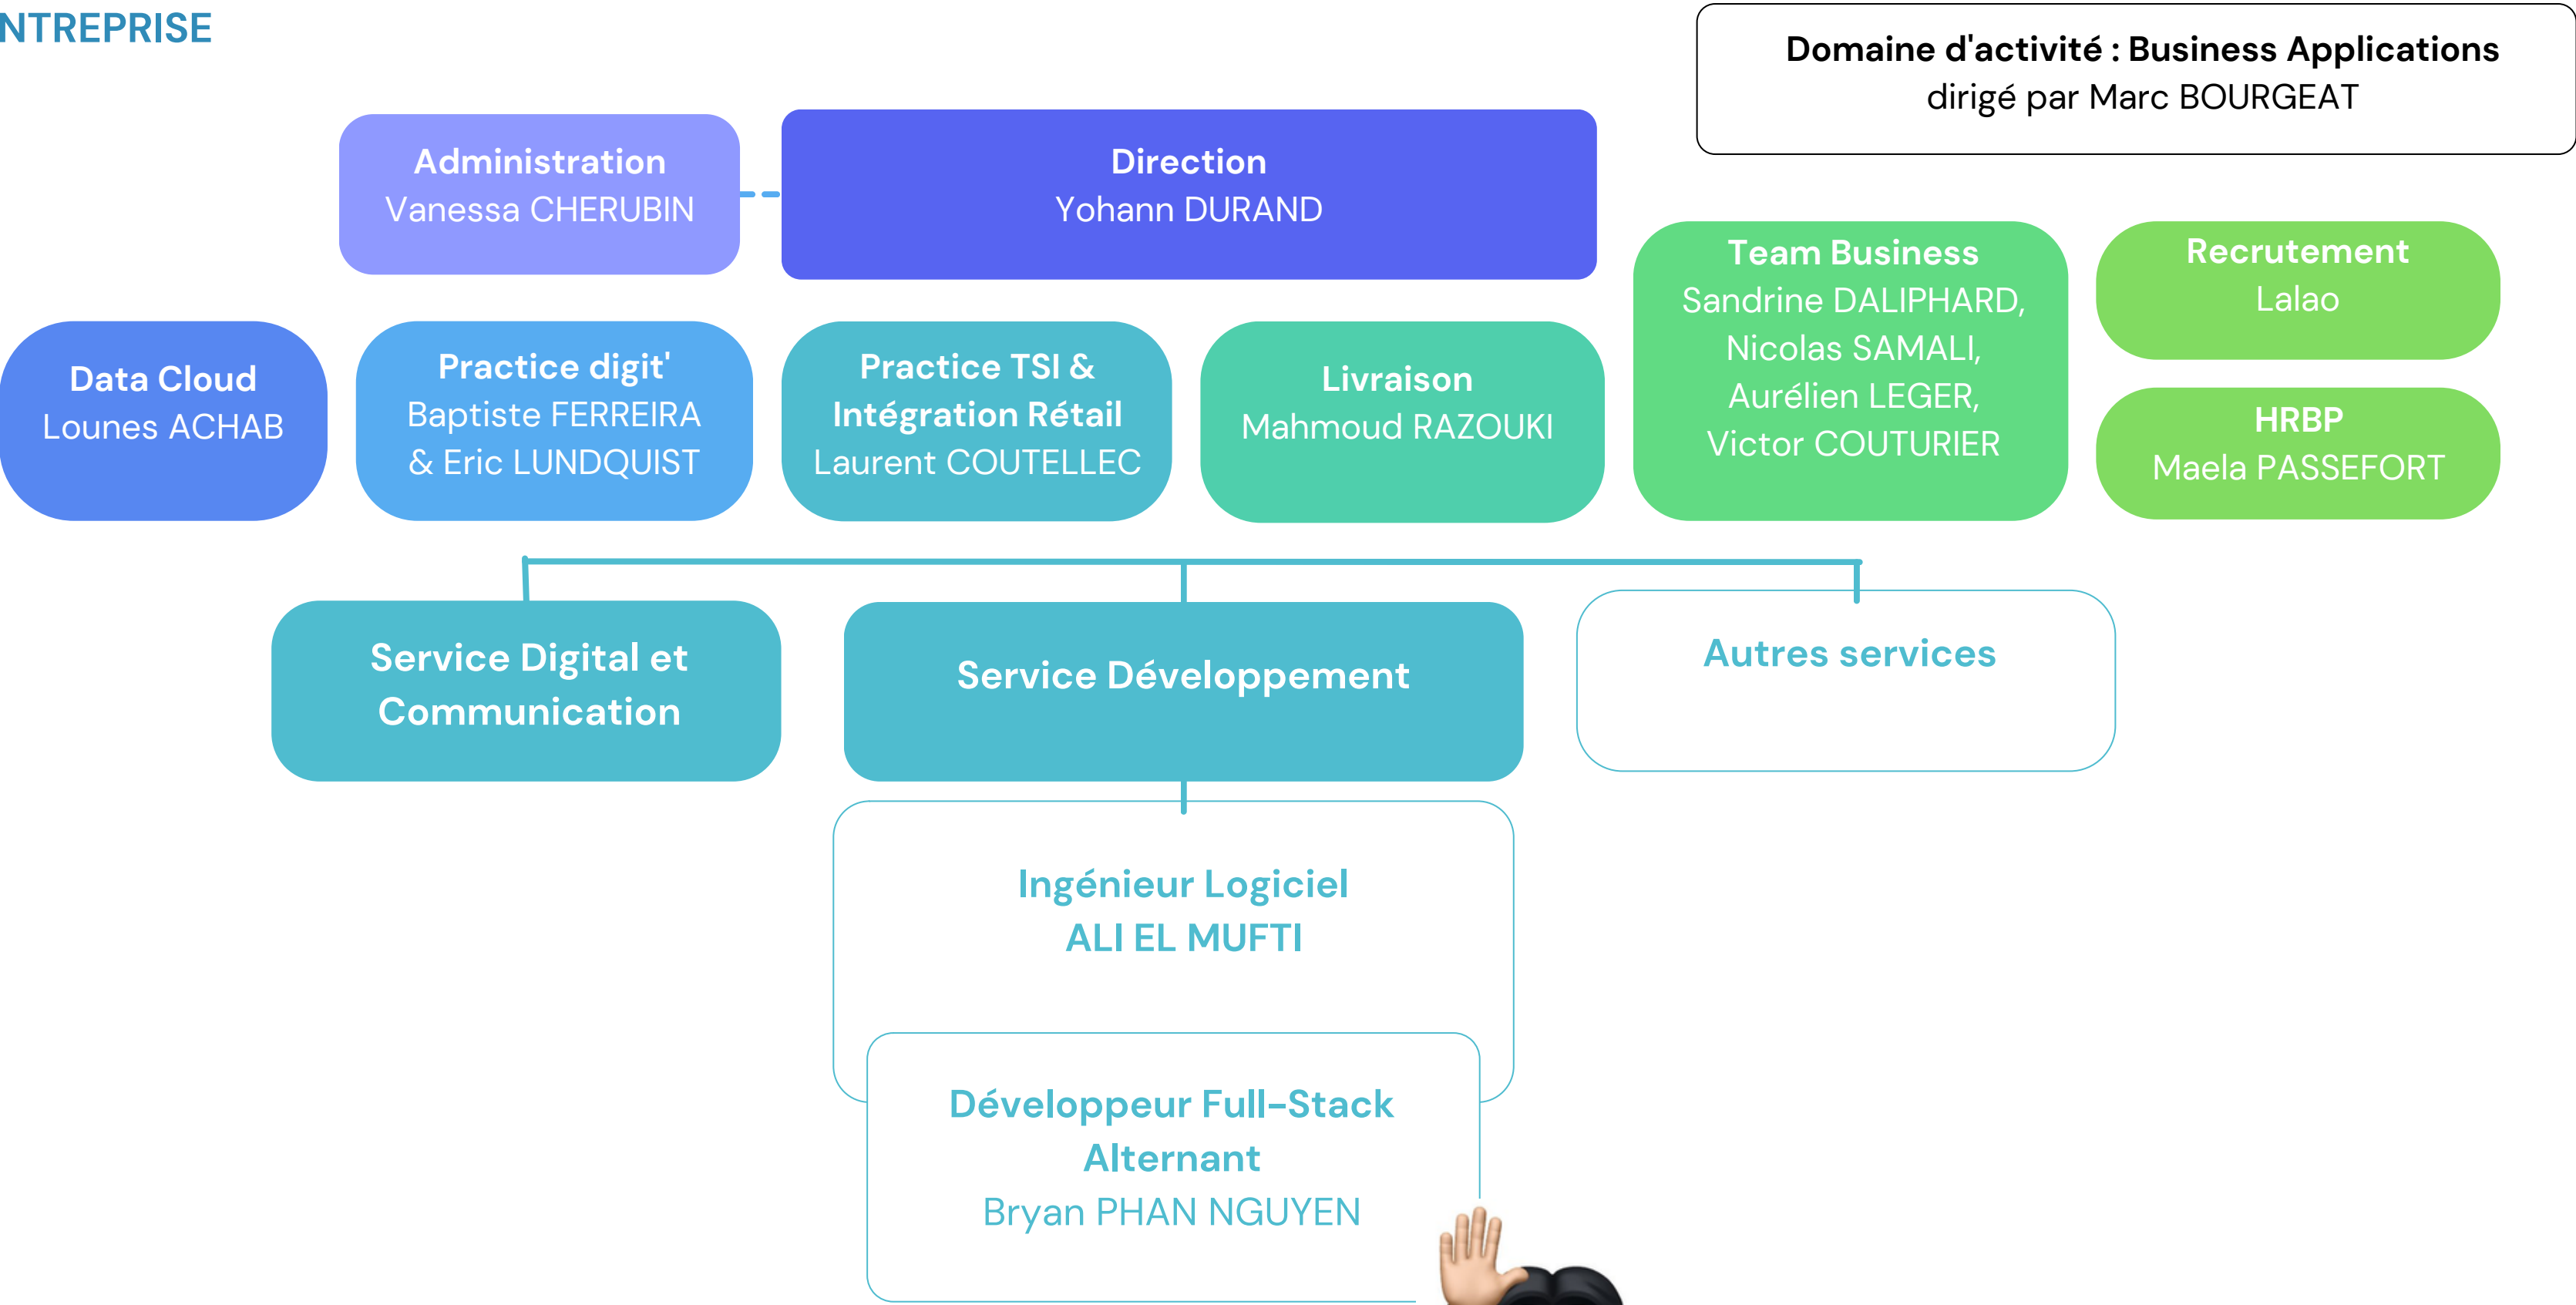 NTREPRISE
Domaine d'activité : Business Applications
dirigé par Marc BOURGEAT
Administration
Vanessa CHERUBIN
Direction
Yohann DURAND
Team Business
Sandrine DALIPHARD,
Nicolas SAMALI,
Aurélien LEGER,
Victor COUTURIER
Recrutement
Lalao
HRBP
Maela PASSEFORT
Data Cloud
Lounes ACHAB
Practice digit'
Baptiste FERREIRA
& Eric LUNDQUIST
Practice TSI &
Intégration Rétail
Laurent COUTELLEC
Livraison
Mahmoud RAZOUKI
Service Digital et
Communication
Service Développement
Autres services
Ingénieur Logiciel
ALI EL MUFTI
Développeur Full-Stack
Alternant
Bryan PHAN NGUYEN